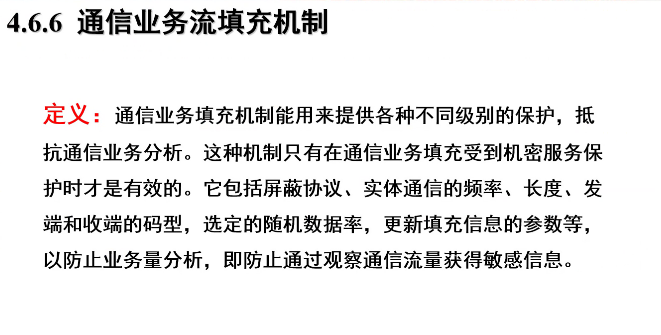 4.6.6 通信业务流填充机制
定义：通信业务填充机制能用来提供各种不同级别的保护，抵
抗通信业务分析。这种机制只有在通信业务填充受到机密服务保
护时才是有效的。它包括屏蔽协议、实体通信的频率、长度、发
端和收端的码型，选定的随机数据率，更新填充信息的参数等，
以防止业务量分析，即防止通过观察通信流量获得敏感信息。